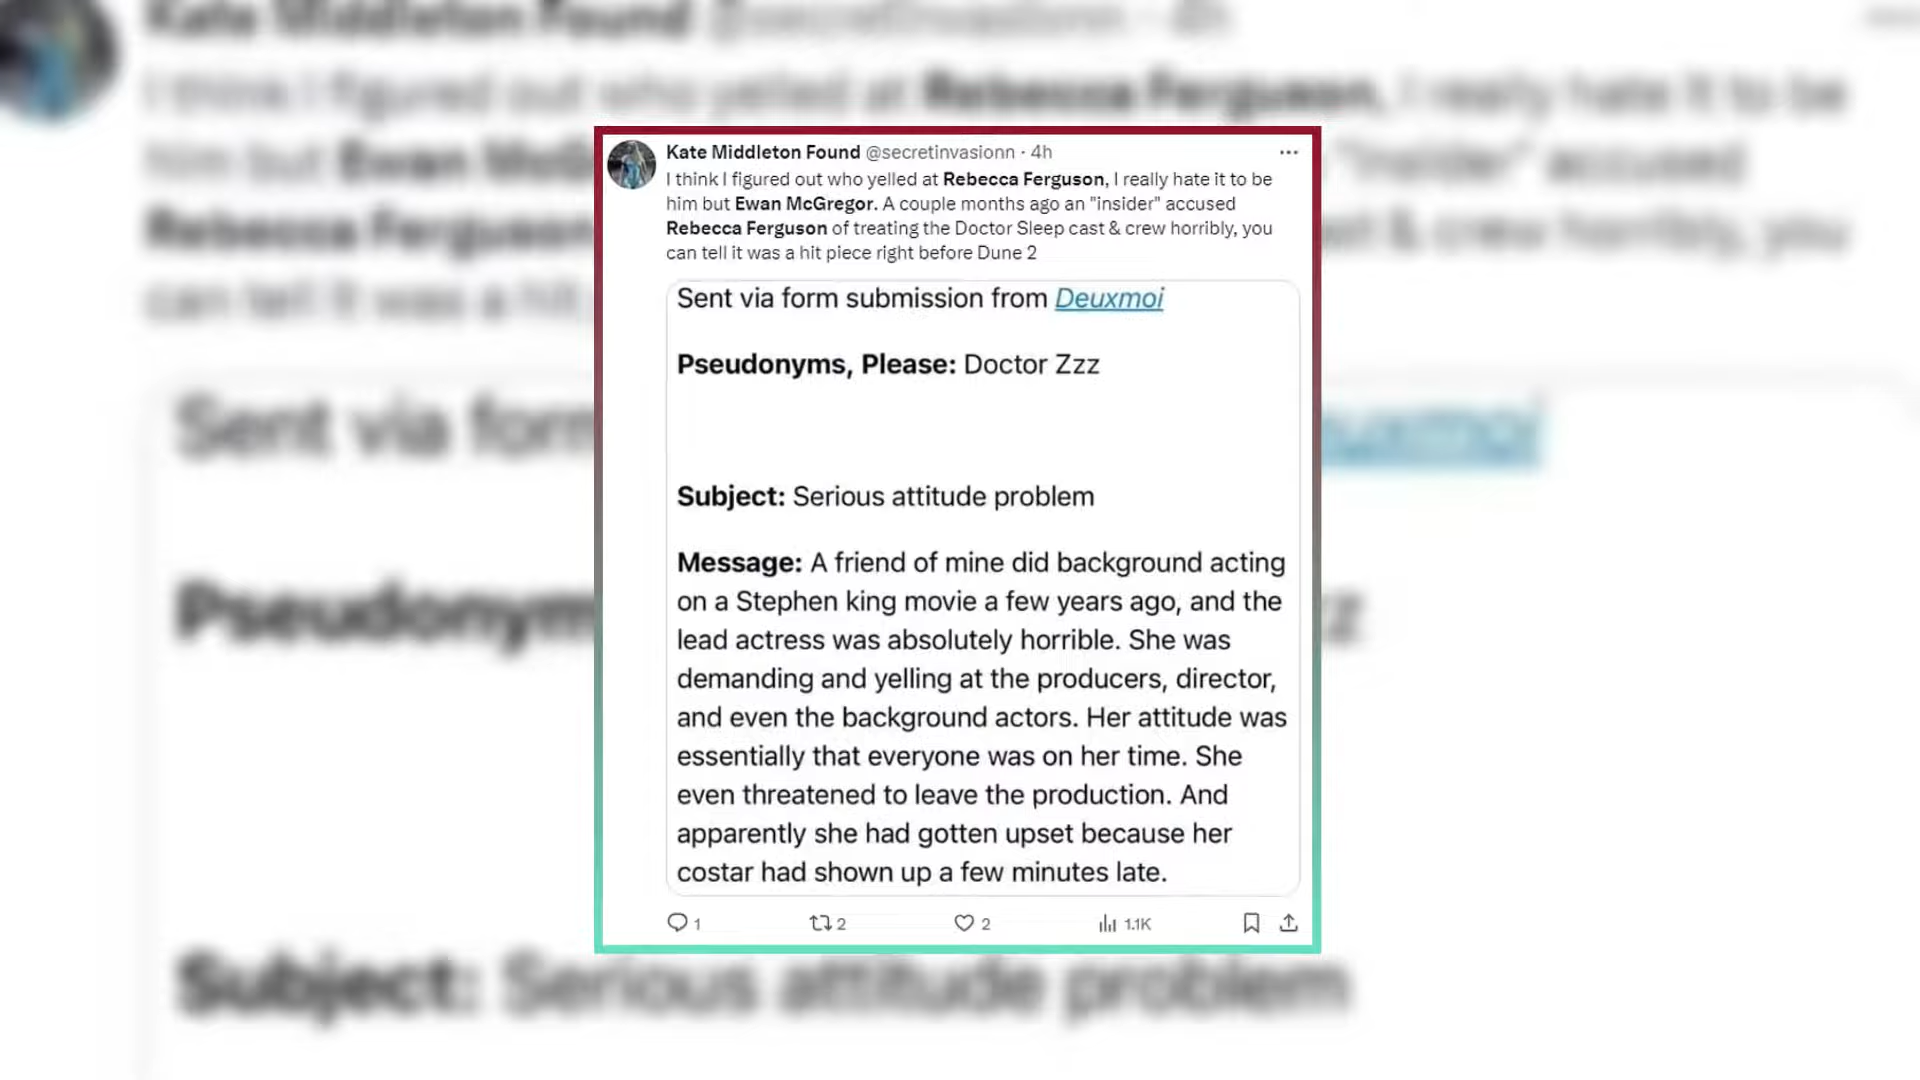 Kate Middleton Found @secretinvasionn · 4h
I think I figured out who yelled at Rebecca Ferguson, I really hate it to be
him but Ewan McGregor. A couple months ago an "insider" accused
Rebecca Ferguson of treating the Doctor Sleep cast & crew horribly, you
can tell it was a hit piece right before Dune 2
Sent via form submission from Deuxmoi
Pseudonyms, Please: Doctor Zzz
Subject: Serious attitude problem
Message: A friend of mine did background acting
on a Stephen king movie a few years ago, and the
lead actress was absolutely horrible. She was
demanding and yelling at the producers, director,
and even the background actors. Her attitude was
essentially that everyone was on her time. She
even threatened to leave the production. And
apparently she had gotten upset because her
costar had shown up a few minutes late.
1 2 2 1.1K